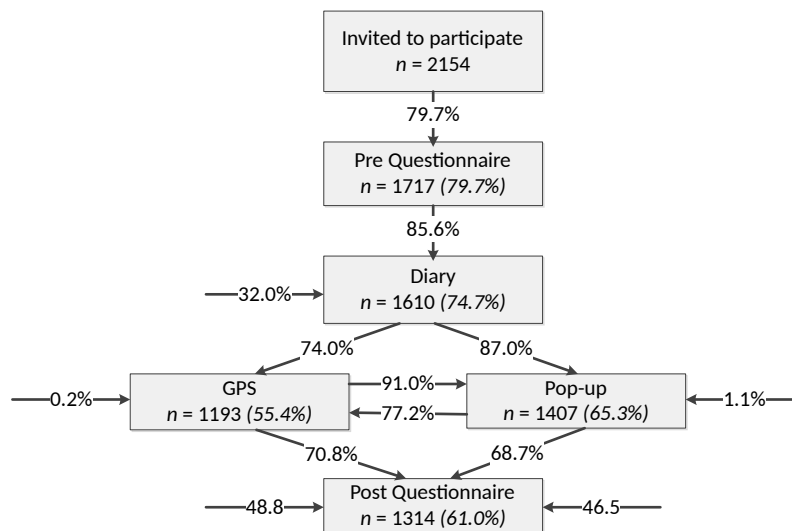 Invited to participate
n = 2154
79.7%
Pre Questionnaire
n = 1717 (79.7%)
85.6%
Diary
n = 1610 (74.7%)
32.0%
74.0%
87.0%
GPS
n = 1193 (55.4%)
0.2%
91.0%
77.2%
Pop-up
n = 1407 (65.3%)
1.1%
70.8%
68.7%
Post Questionnaire
n = 1314 (61.0%)
48.8
46.5